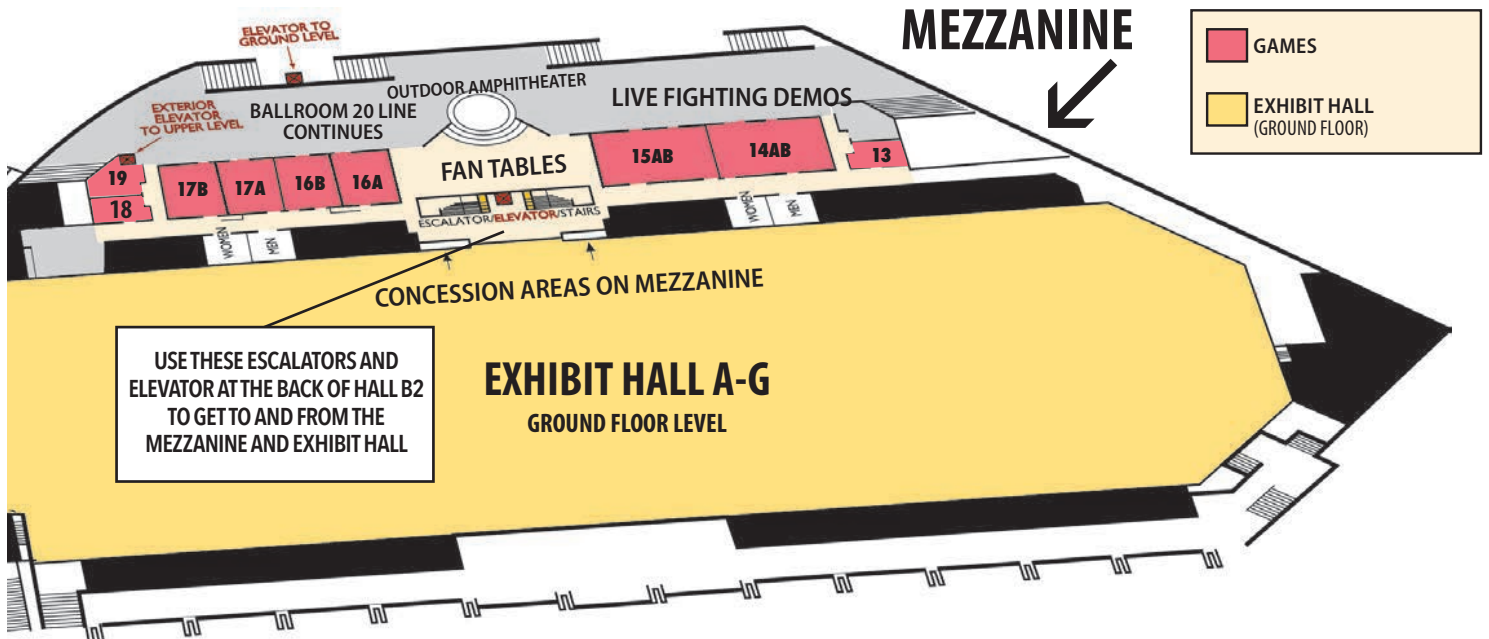 MEZZANINE
GAMES
EXHIBIT HALL
(GROUND FLOOR)
ELEVATOR TO
GROUND LEVEL
EXTERIOR
ELEVATOR
TO UPPER LEVEL
BALLROOM 20 LINE
CONTINUES
OUTDOOR AMPHITHEATER
LIVE FIGHTING DEMOS
19
18
17B
17A
16B
16A
FAN TABLES
15AB
14AB
13
ESCALATOR/ELEVATOR/STAIRS
WOMEN
MEN
WOMEN
MEN
CONCESSION AREAS ON MEZZANINE
USE THESE ESCALATORS AND
ELEVATOR AT THE BACK OF HALL B2
TO GET TO AND FROM THE
MEZZANINE AND EXHIBIT HALL
EXHIBIT HALL A-G
GROUND FLOOR LEVEL